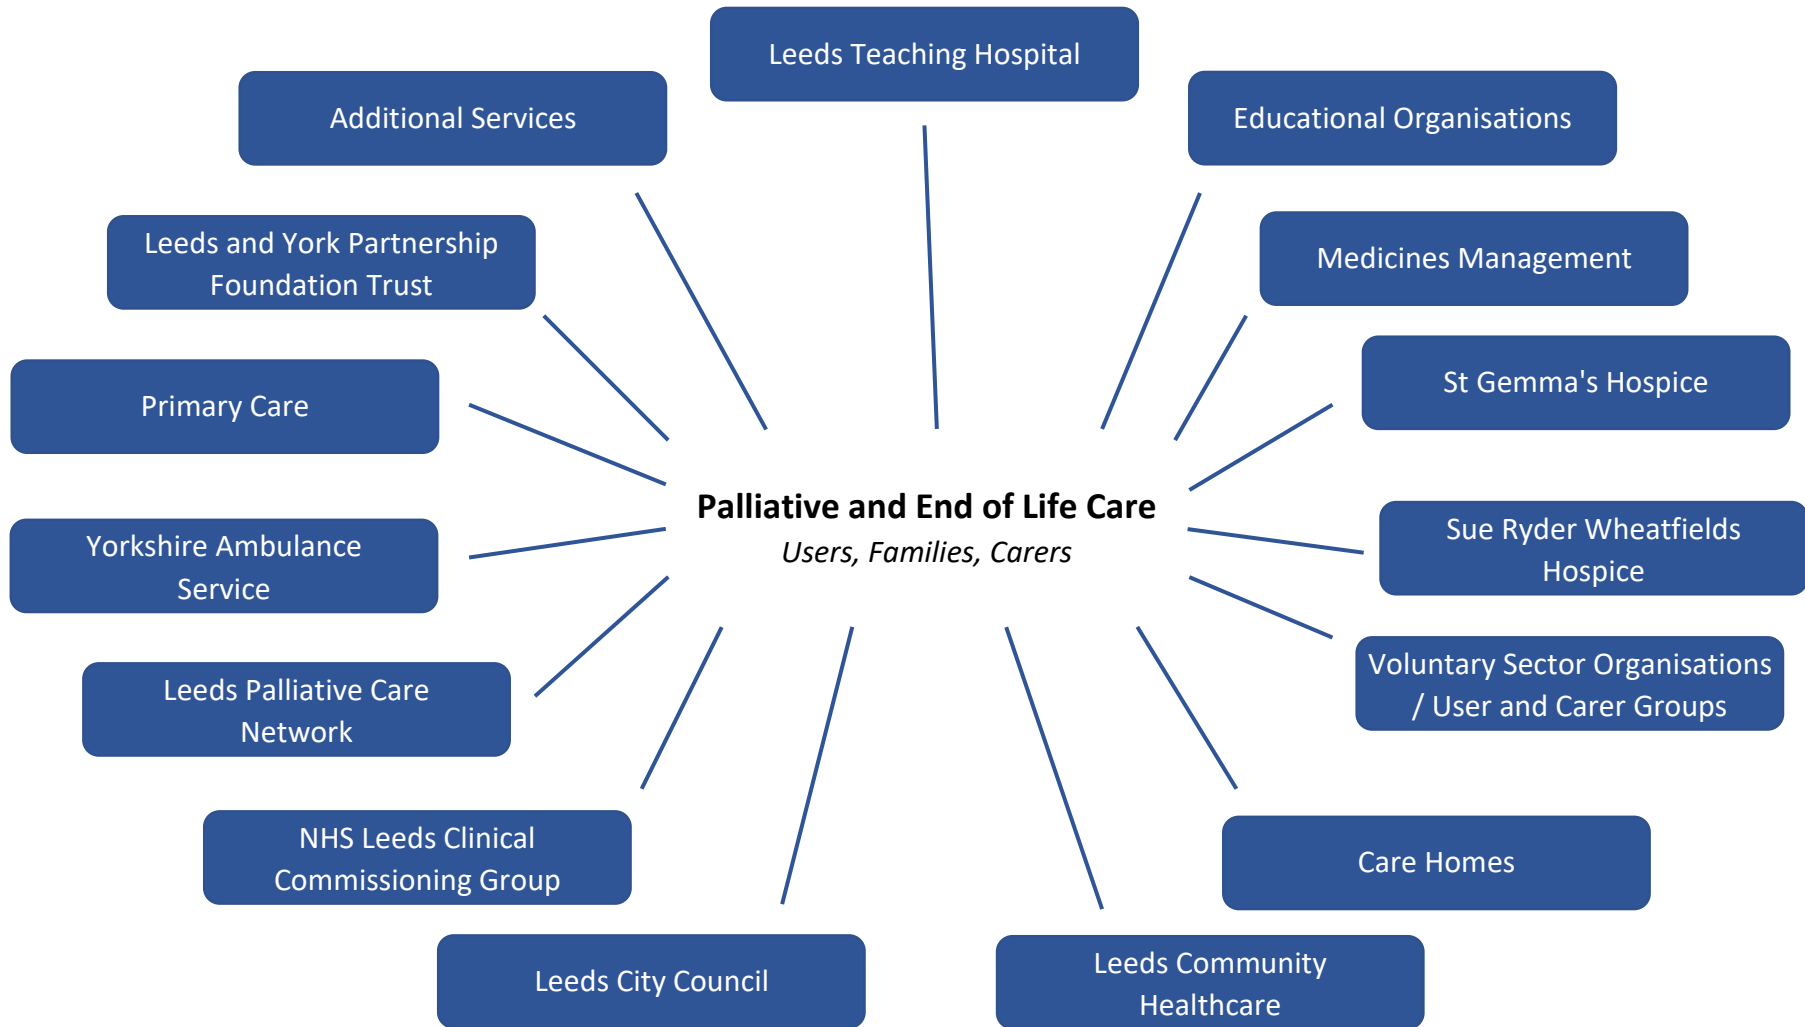 Leeds Teaching Hospital
Additional Services
Educational Organisations
Leeds and York Partnership
Foundation Trust
Medicines Management
Primary Care
St Gemma's Hospice
Palliative and End of Life Care
Users, Families, Carers
Yorkshire Ambulance
Service
Sue Ryder Wheatfields
Hospice
Leeds Palliative Care
Network
Voluntary Sector Organisations
/ User and Carer Groups
NHS Leeds Clinical
Commissioning Group
Care Homes
Leeds City Council
Leeds Community
Healthcare